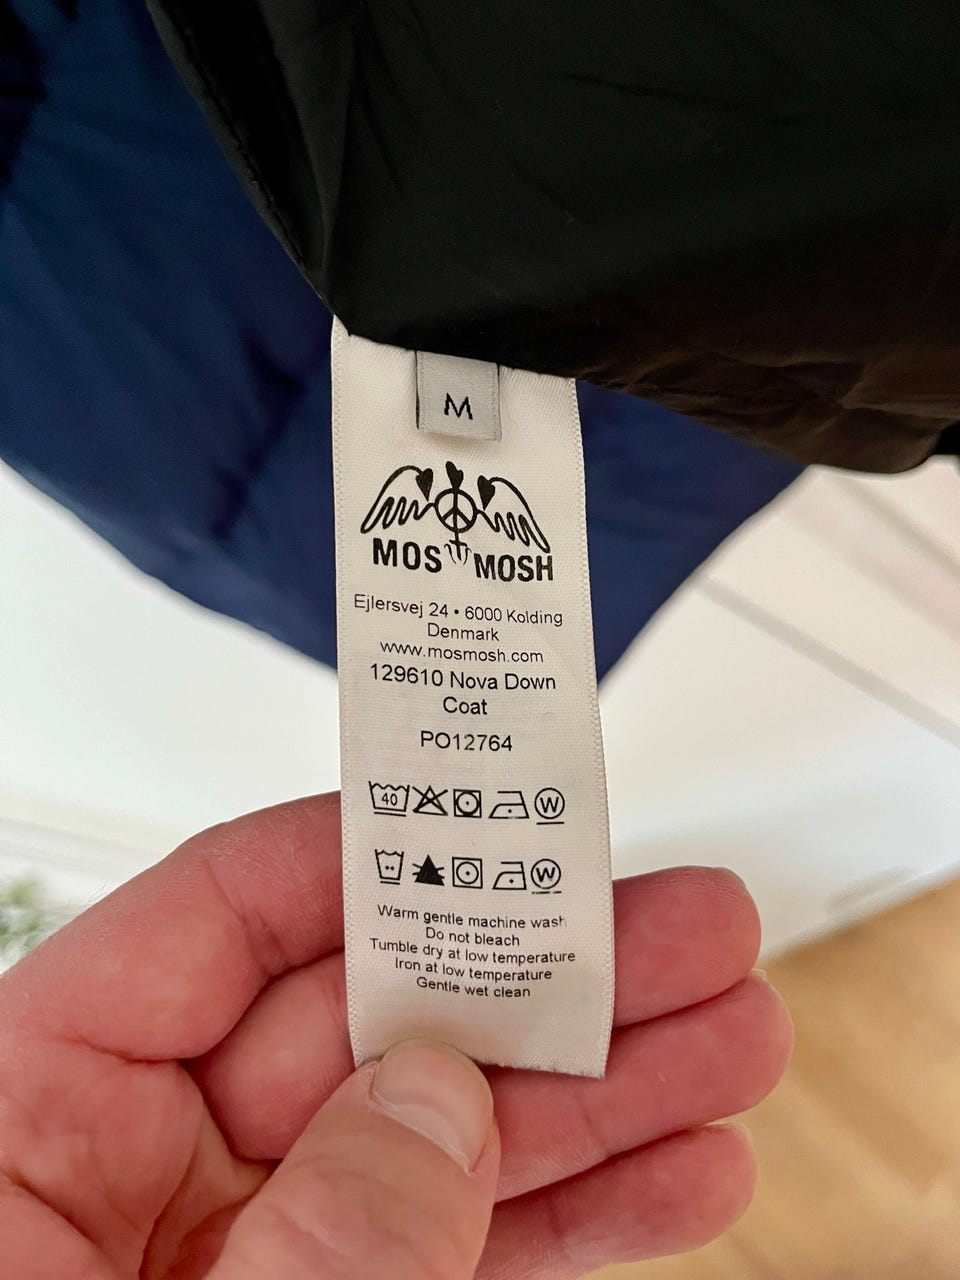 M
MOS MOSH
Ejlersvej 24 • 6000 Kolding
Denmark
www.mosmosh.com
129610 Nova Down
Coat
PO12764
40 W
W
Warm gentle machine wash
Do not bleach
Tumble dry at low temperature
Iron at low temperature
Gentle wet clean